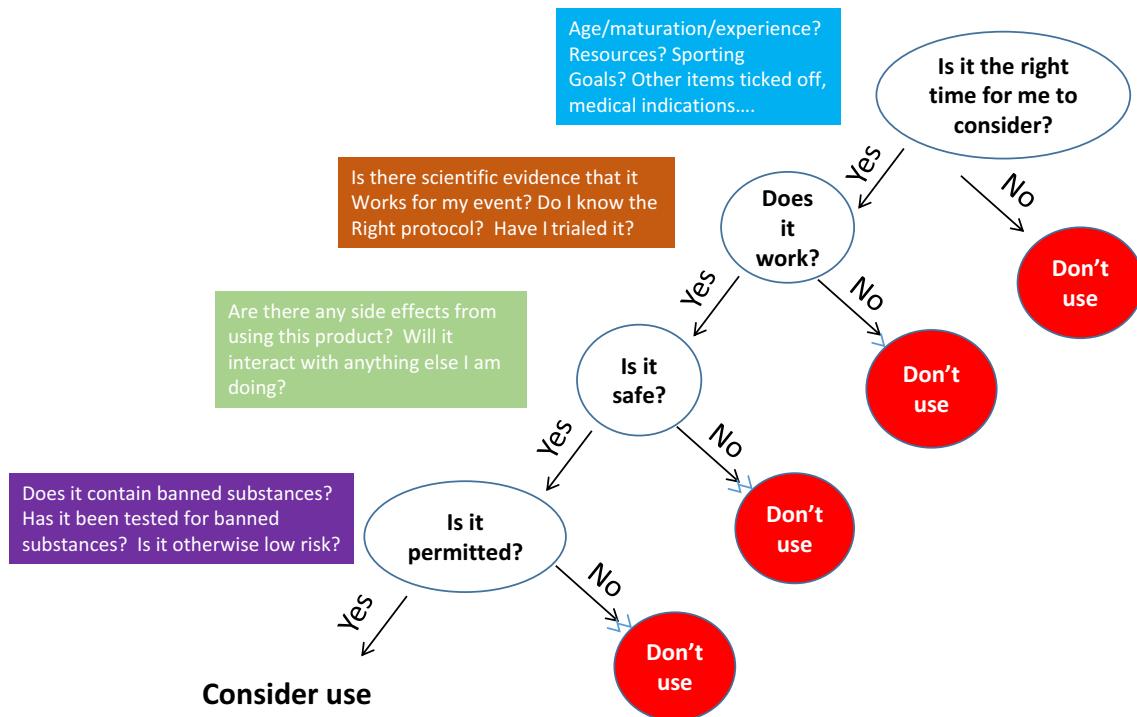 Age/maturation/experience?
Resources? Sporting
Goals? Other items ticked off,
medical indications....
Is it the right
time for me to
consider?
Yes
No
Is there scientific evidence that it
Works for my event? Do I know the
Right protocol?  Have I trialed it?
Does
it
work?
Don't
use
Yes
No
Are there any side effects from
using this product?  Will it
interact with anything else I am
doing?
Is it
safe?
Don't
use
Yes
No
Does it contain banned substances?
Has it been tested for banned
substances?  Is it otherwise low risk?
Is it
permitted?
Don't
use
Yes
No
Don't
use
Consider use